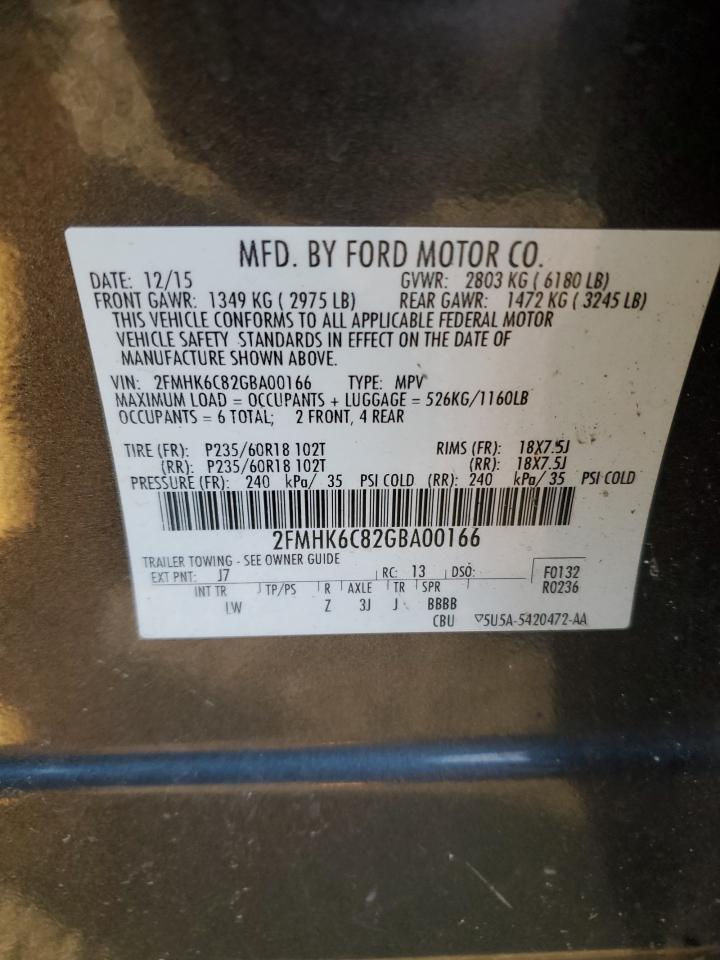 MFD. BY FORD MOTOR CO.
DATE: 12/15 GVWR: 2803 KG ( 6180 LB)
FRONT GAWR: 1349 KG ( 2975 LB) REAR GAWR: 1472 KG ( 3245 LB)
THIS VEHICLE CONFORMS TO ALL APPLICABLE FEDERAL MOTOR
VEHICLE SAFETY STANDARDS IN EFFECT ON THE DATE OF
MANUFACTURE SHOWN ABOVE.
VIN: 2FMHK6C82GBA00166 TYPE: MPV
MAXIMUM LOAD = OCCUPANTS + LUGGAGE = 526KG/1160LB
OCCUPANTS = 6 TOTAL; 2 FRONT, 4 REAR
TIRE (FR): P235/60R18 102T RIMS (FR): 18X7.5J
(RR): P235/60R18 102T (RR): 18X7.5J
PRESSURE (FR): 240 kPa/ 35 PSI COLD (RR): 240 kPa/ 35 PSI COLD
2FMHK6C82GBA00166
TRAILER TOWING - SEE OWNER GUIDE
EXT PNT: J7 RC: 13 DSO: F0132
INT TR TP/PS R AXLE TR SPR R0236
LW Z 3J J BBBB
CBU ▽5U5A-5420472-AA